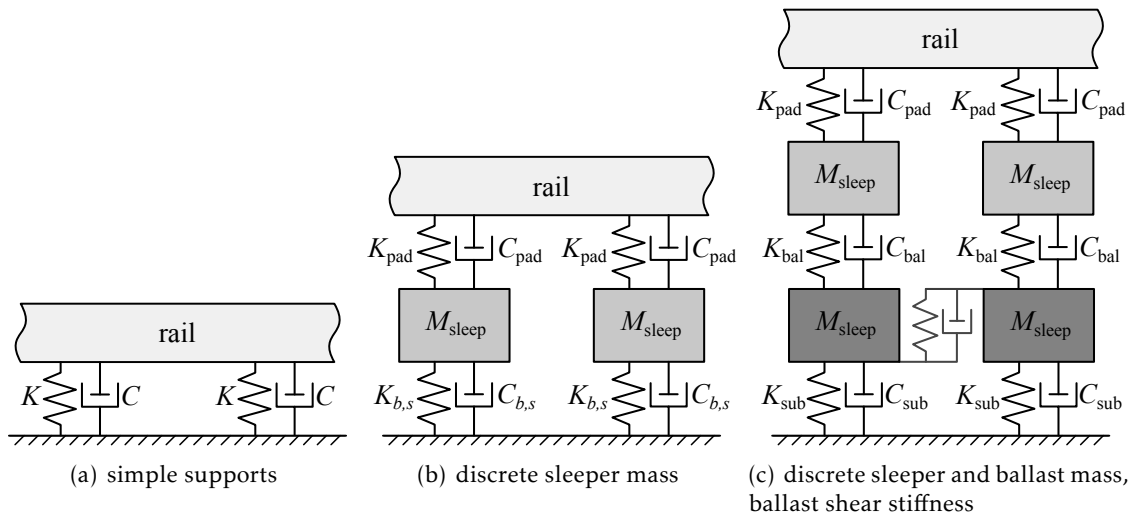 rail
K
C
K
C
(a) simple supports
rail
K_pad
C_pad
K_pad
C_pad
M_sleep
M_sleep
K_b,s
C_b,s
K_b,s
C_b,s
(b) discrete sleeper mass
rail
K_pad
C_pad
K_pad
C_pad
M_sleep
M_sleep
K_bal
C_bal
K_bal
C_bal
M_sleep
M_sleep
K_sub
C_sub
K_sub
C_sub
(c) discrete sleeper and ballast mass,
ballast shear stiffness